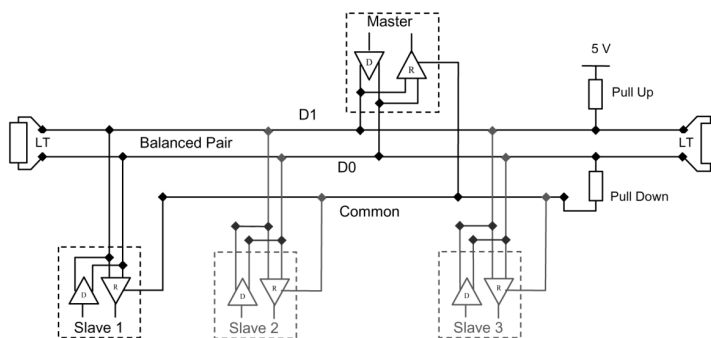 Master
5 V
D
R
Pull Up
D1
LT
Balanced Pair
LT
D0
Pull Down
Common
D
R
D
R
D
R
Slave 1
Slave 2
Slave 3